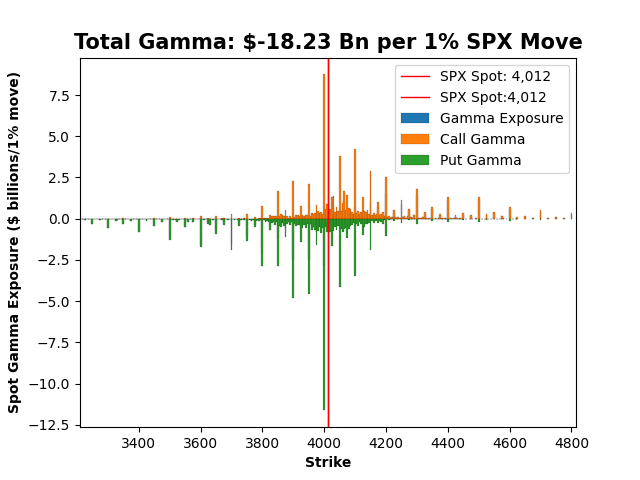 Total Gamma: $-18.23 Bn per 1% SPX Move
SPX Spot: 4,012
SPX Spot:4,012
Gamma Exposure
Call Gamma
Put Gamma
Spot Gamma Exposure ($ billions/1% move)
7.5
5.0
2.5
0.0
−2.5
−5.0
−7.5
−10.0
−12.5
3400 3600 3800 4000 4200 4400 4600 4800
Strike